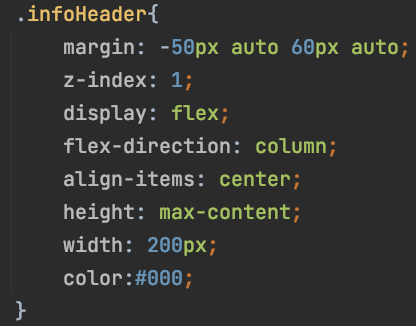 .infoHeader{
    margin: -50px auto 60px auto;
    z-index: 1;
    display: flex;
    flex-direction: column;
    align-items: center;
    height: max-content;
    width: 200px;
    color:#000;
}